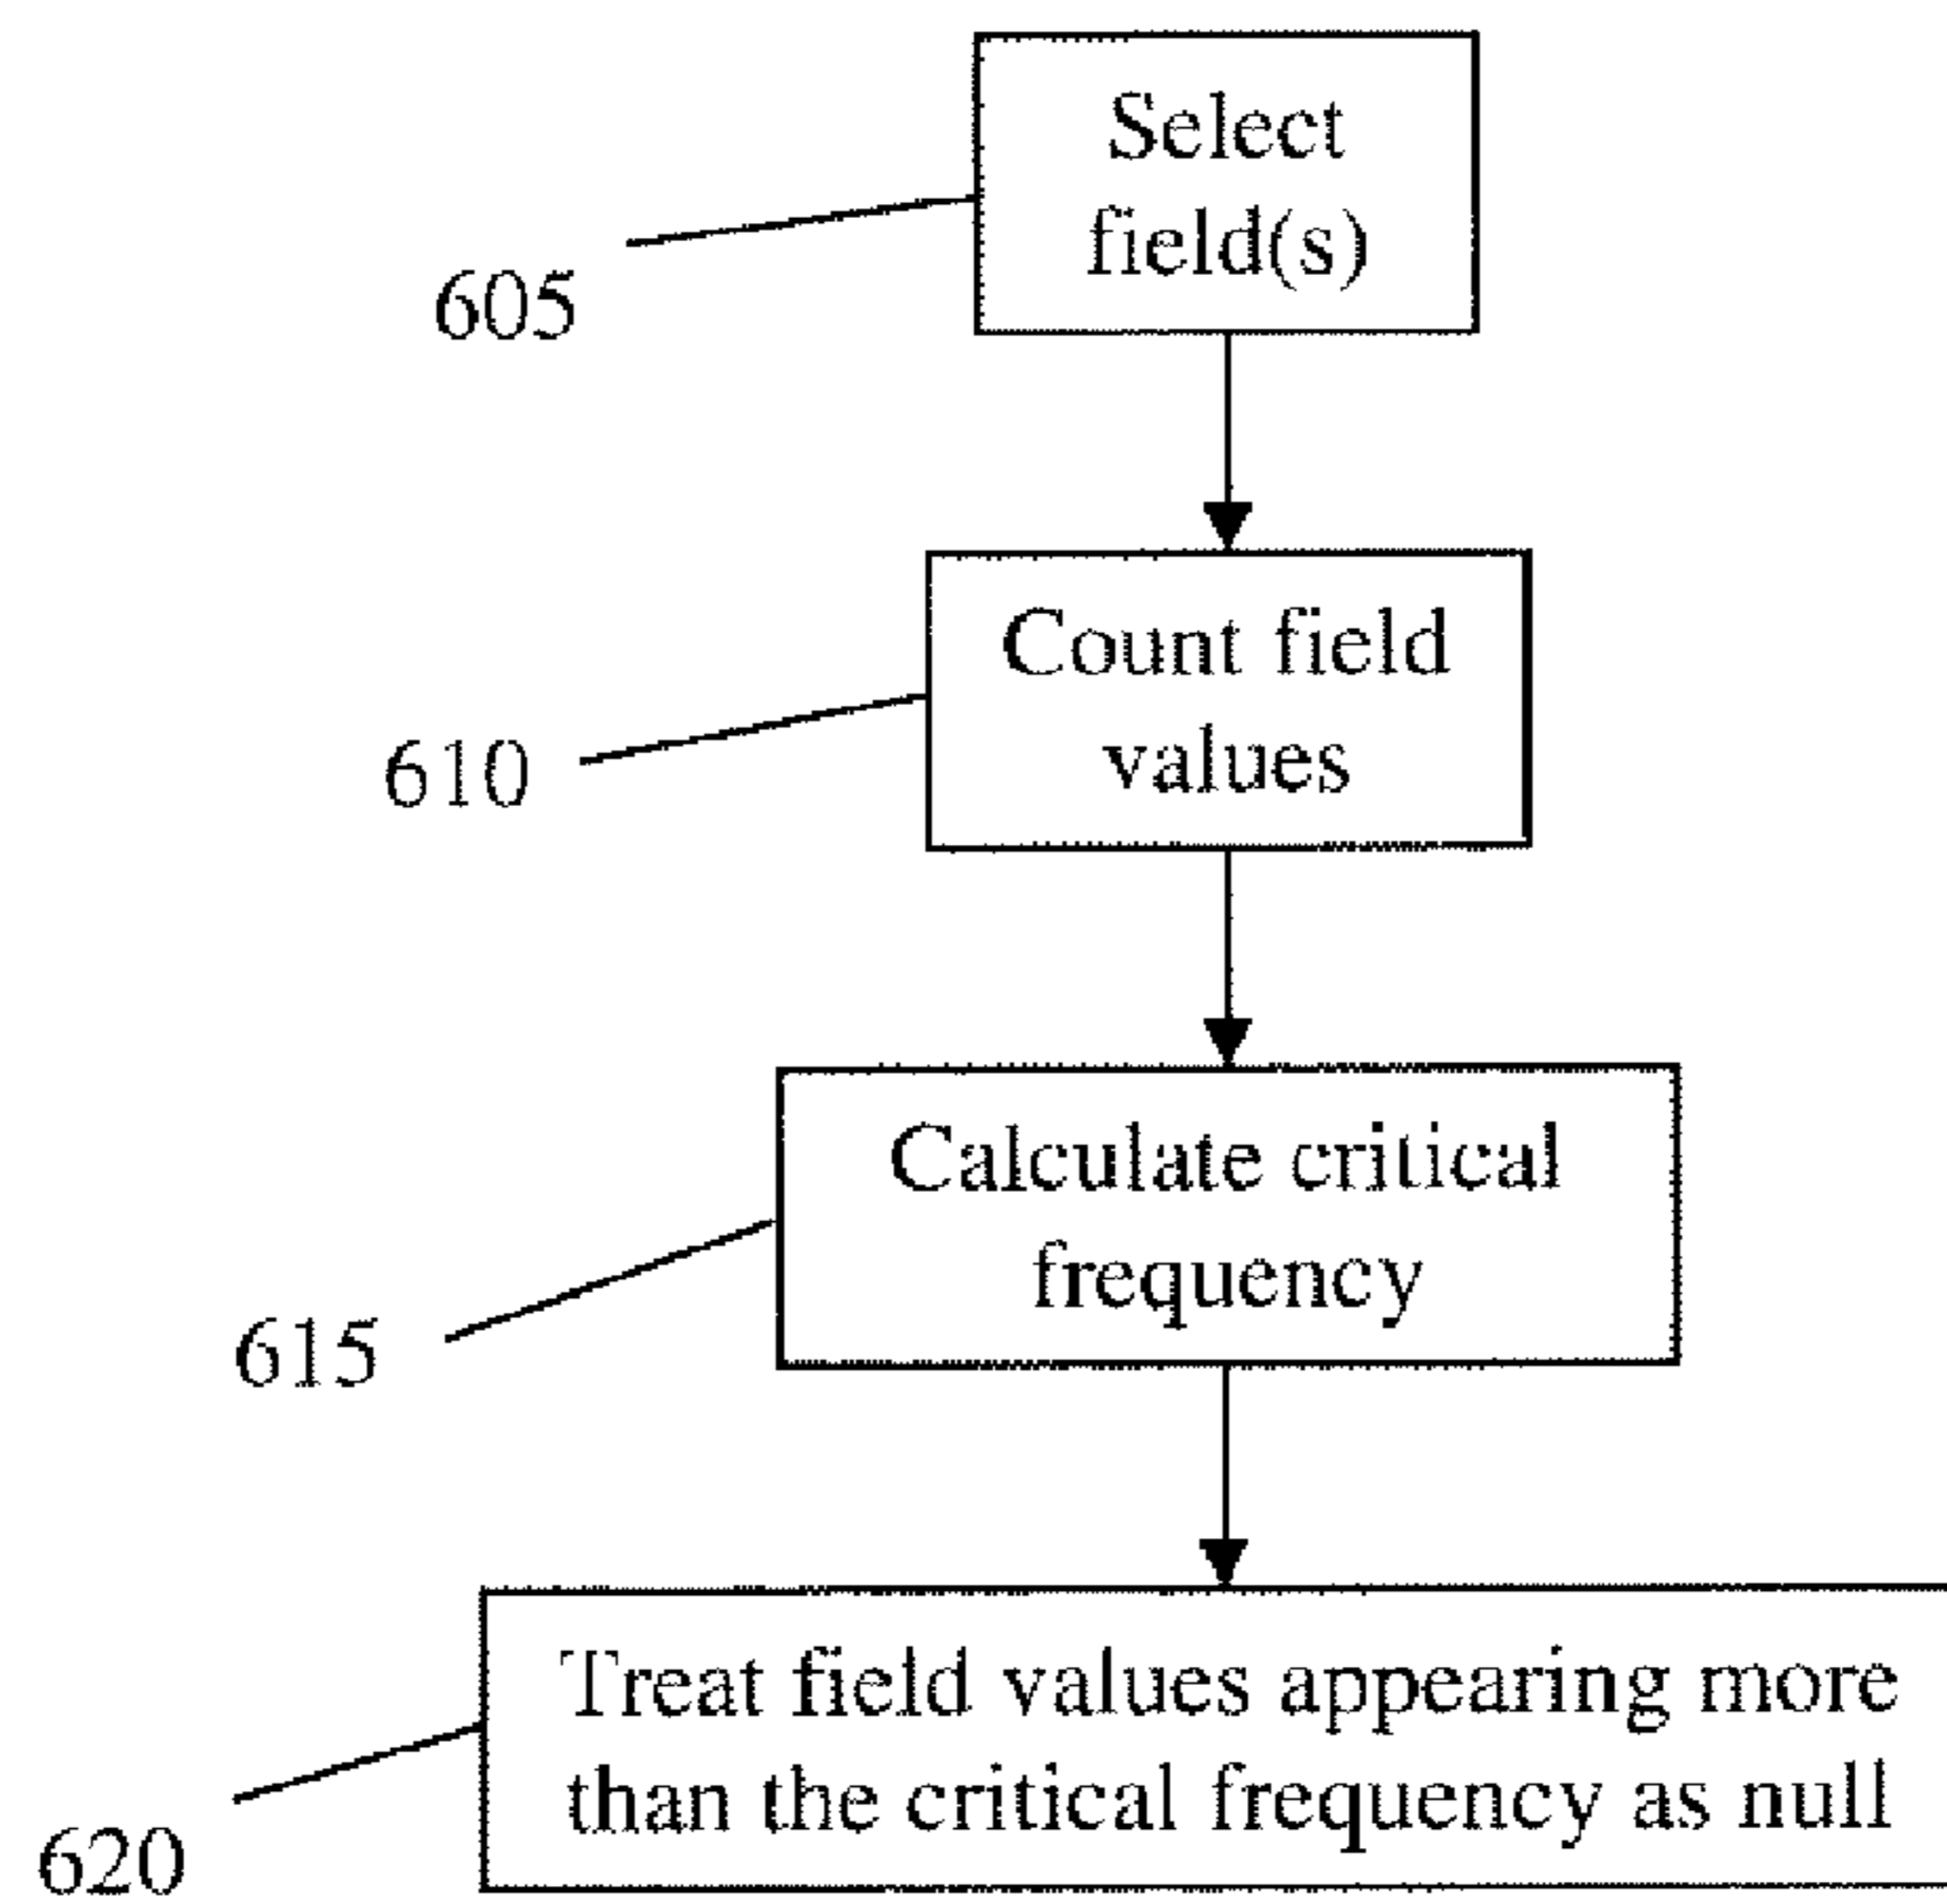 Select
field(s)
605
Count field
values
610
Calculate critical
frequency
615
Treat field values appearing more
than the critical frequency as null
620